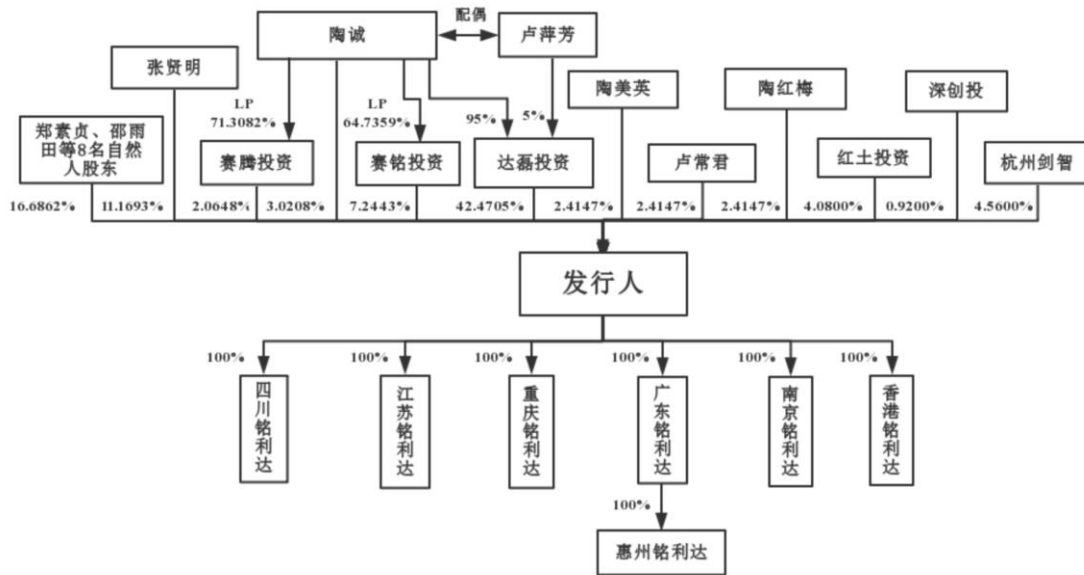 配偶
陶诚
卢萍芳
张贤明
陶美英
陶红梅
深创投
LP
71.3082%
LP
64.7359%
95%
5%
郑素贞、邵雨
田等8名自然
人股东
赛腾投资
赛铭投资
达磊投资
卢常君
红土投资
杭州剑智
16.6862%
11.1693%
2.0648%
3.0208%
7.2443%
42.4705%
2.4147%
2.4147%
2.4147%
4.0800%
0.9200%
4.5600%
发行人
100%
100%
100%
100%
100%
100%
四川铭利达
江苏铭利达
重庆铭利达
广东铭利达
南京铭利达
香港铭利达
100%
惠州铭利达